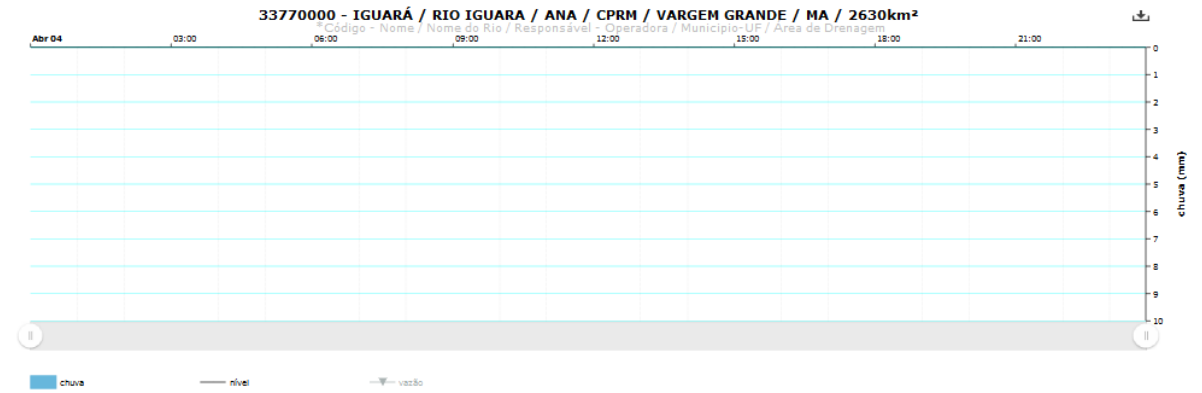 33770000 - IGUARÁ / RIO IGUARA / ANA / CPRM / VARGEM GRANDE / MA / 2630km²
*Código - Nome / Nome do Rio / Responsável - Operadora / Município-UF / Área de Drenagem
Abr 04 03:00 06:00 09:00 12:00 15:00 18:00 21:00
0
1
2
3
4
5
6
7
8
9
10
chuva (mm)
chuva nível vazão